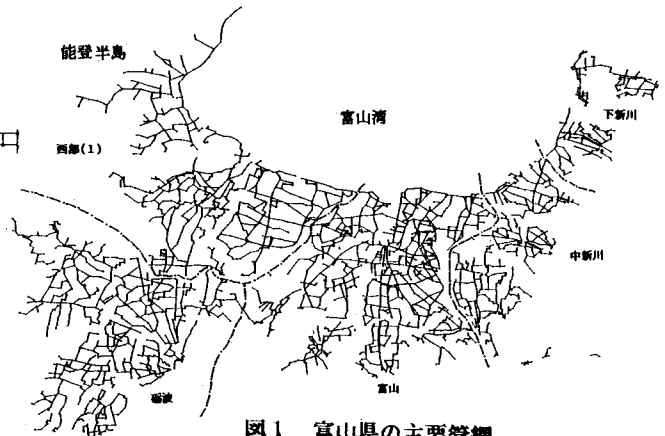 能登半島
富山湾
下新川
西部(1)
中新川
砺波
富山
図1 富山県の主要管網